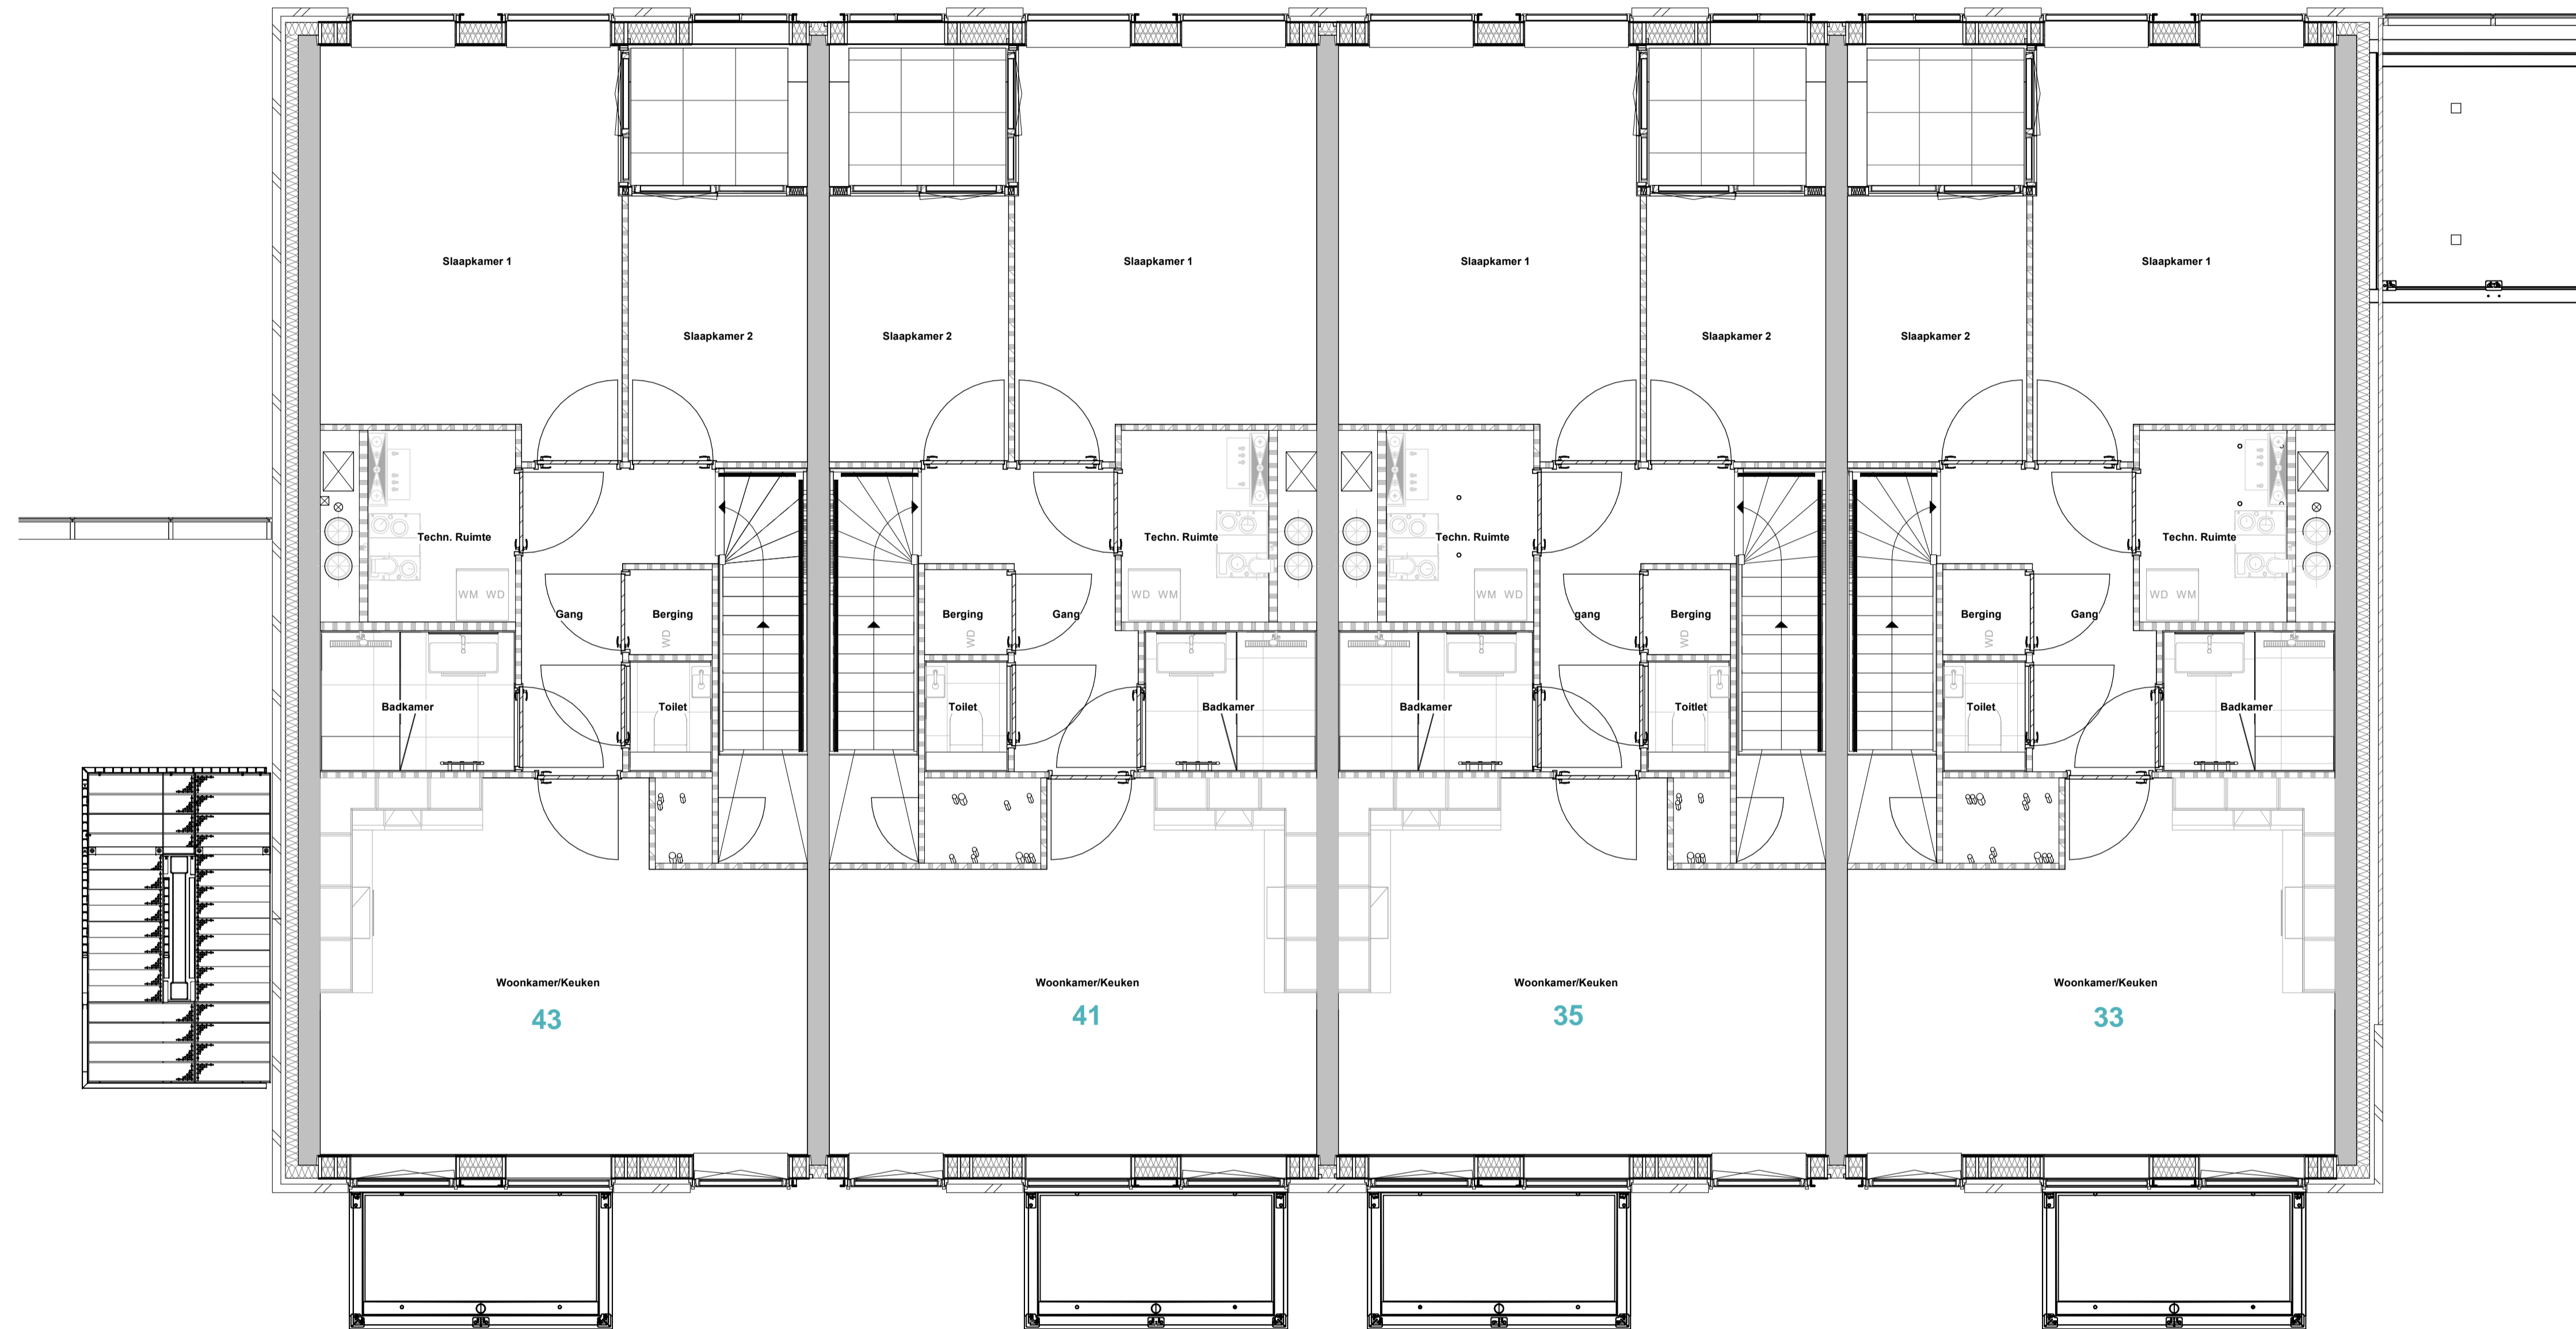 Slaapkamer 1
Slaapkamer 1
Slaapkamer 1
Slaapkamer 1
Slaapkamer 2
Slaapkamer 2
Slaapkamer 2
Slaapkamer 2
Techn. Ruimte
Techn. Ruimte
Techn. Ruimte
Techn. Ruimte
WM WD
WD WM
WM WD
WD WM
Gang
Berging
Berging
Gang
gang
Berging
Berging
Gang
WD
WD
WD
WD
Badkamer
Toilet
Toilet
Badkamer
Badkamer
Toitlet
Toilet
Badkamer
Woonkamer/Keuken
Woonkamer/Keuken
Woonkamer/Keuken
Woonkamer/Keuken
43
41
35
33